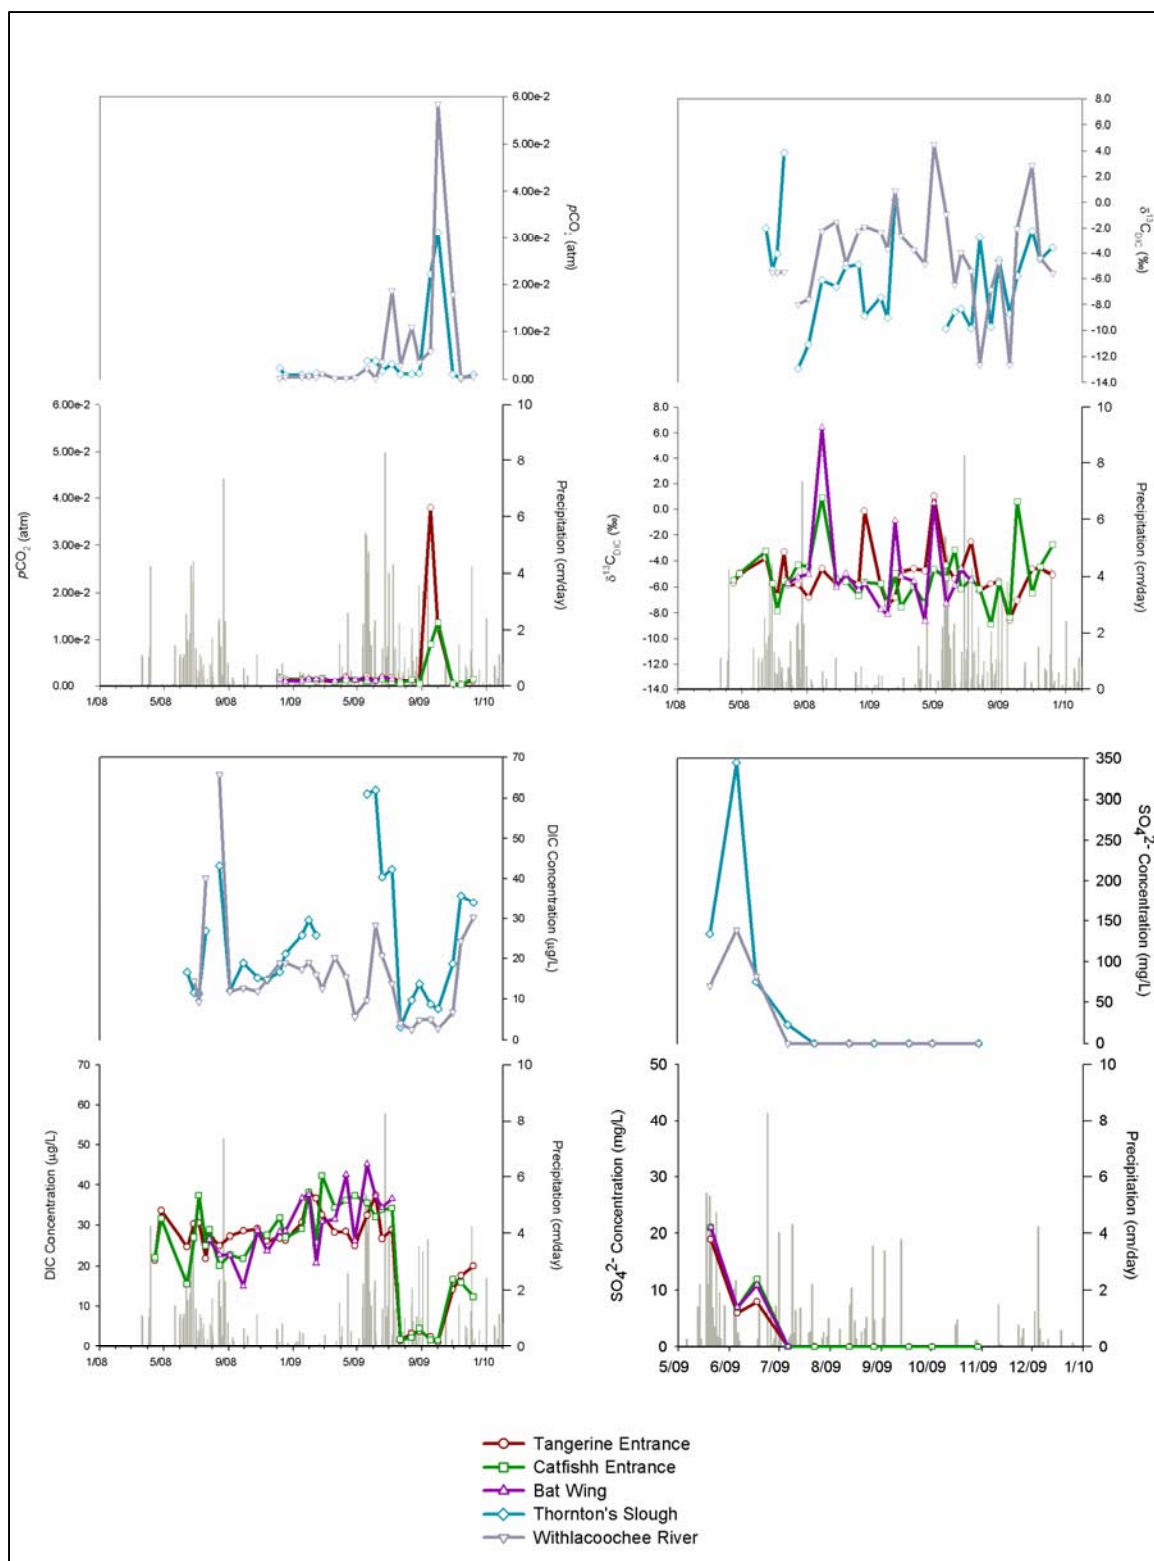 6.00e-2
5.00e-2
4.00e-2
3.00e-2
2.00e-2
1.00e-2
0.00
pCO2 (atm)
8.0
6.0
4.0
2.0
0.0
-2.0
-4.0
-6.0
-8.0
-10.0
-12.0
-14.0
δ13CDIC (‰)
6.00e-2
5.00e-2
4.00e-2
3.00e-2
2.00e-2
1.00e-2
0.00
pCO2 (atm)
10
8
6
4
2
0
Precipitation (cm/day)
1/08 5/08 9/08 1/09 5/09 9/09 1/10
8.0
6.0
4.0
2.0
0.0
-2.0
-4.0
-6.0
-8.0
-10.0
-12.0
-14.0
δ13CDIC (‰)
10
8
6
4
2
0
Precipitation (cm/day)
1/08 5/08 9/08 1/09 5/09 9/09 1/10
70
60
50
40
30
20
10
0
DIC Concentration (µg/L)
350
300
250
200
150
100
50
0
SO4 2- Concentration (mg/L)
70
60
50
40
30
20
10
0
DIC Concentration (µg/L)
10
8
6
4
2
0
Precipitation (cm/day)
1/08 5/08 9/08 1/09 5/09 9/09 1/10
50
40
30
20
10
0
SO4 2- Concentration (mg/L)
10
8
6
4
2
0
Precipitation (cm/day)
5/09 6/09 7/09 8/09 9/09 10/09 11/09 12/09 1/10
Tangerine Entrance
Catfishh Entrance
Bat Wing
Thornton's Slough
Withlacoochee River